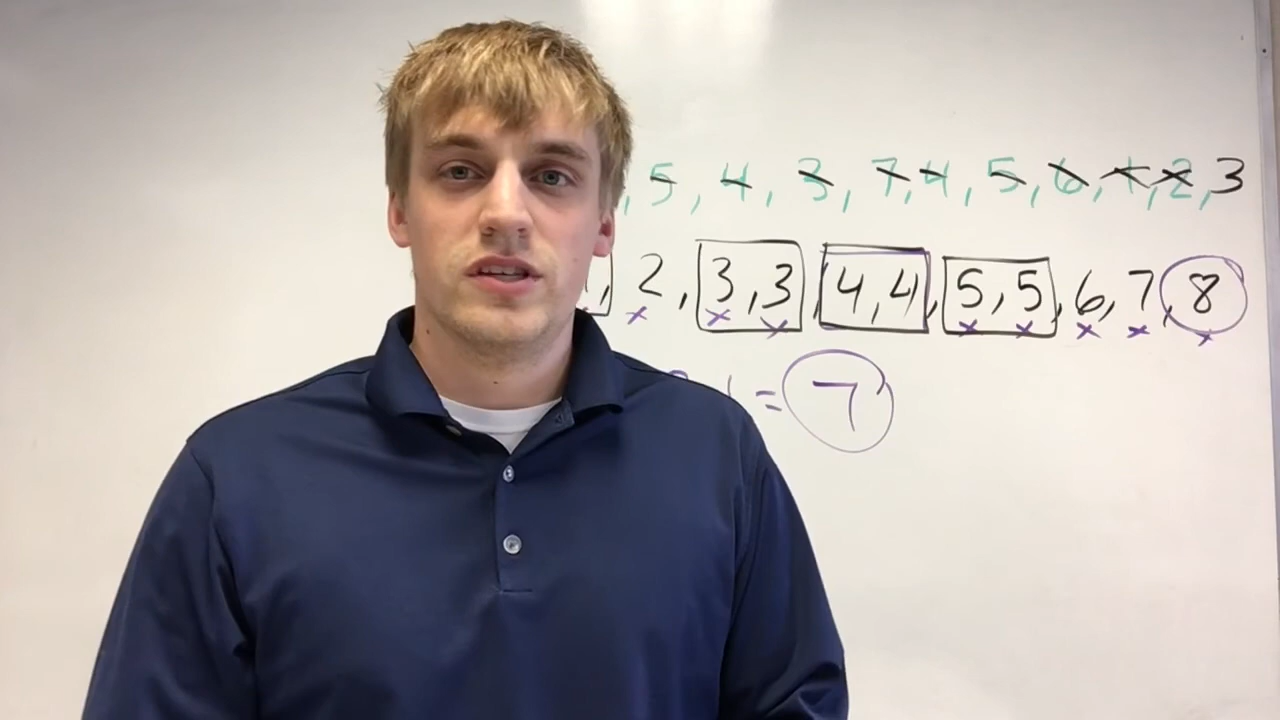 , 5, 4, 3, 7, 4, 5, 6, 1, 2, 3
1, 2, 3, 3, 4, 4, 5, 5, 6, 7, 8
= 7